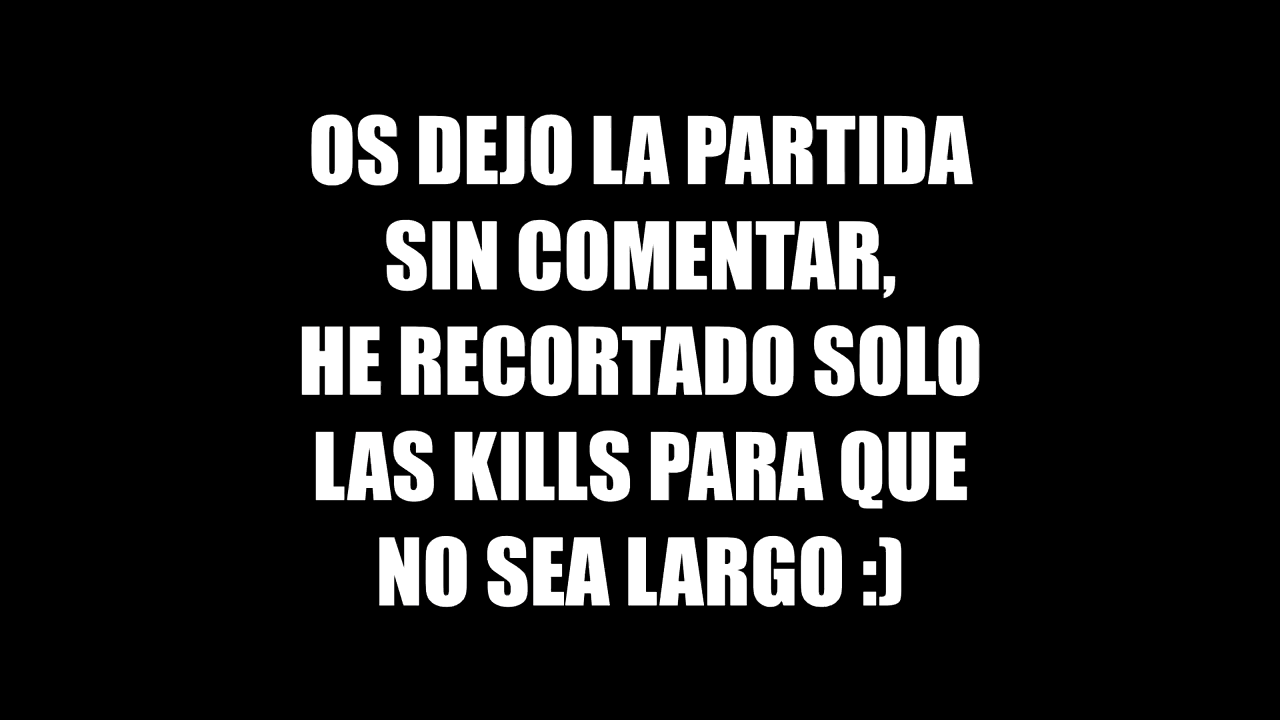 OS DEJO LA PARTIDA
SIN COMENTAR,
HE RECORTADO SOLO
LAS KILLS PARA QUE
NO SEA LARGO :)